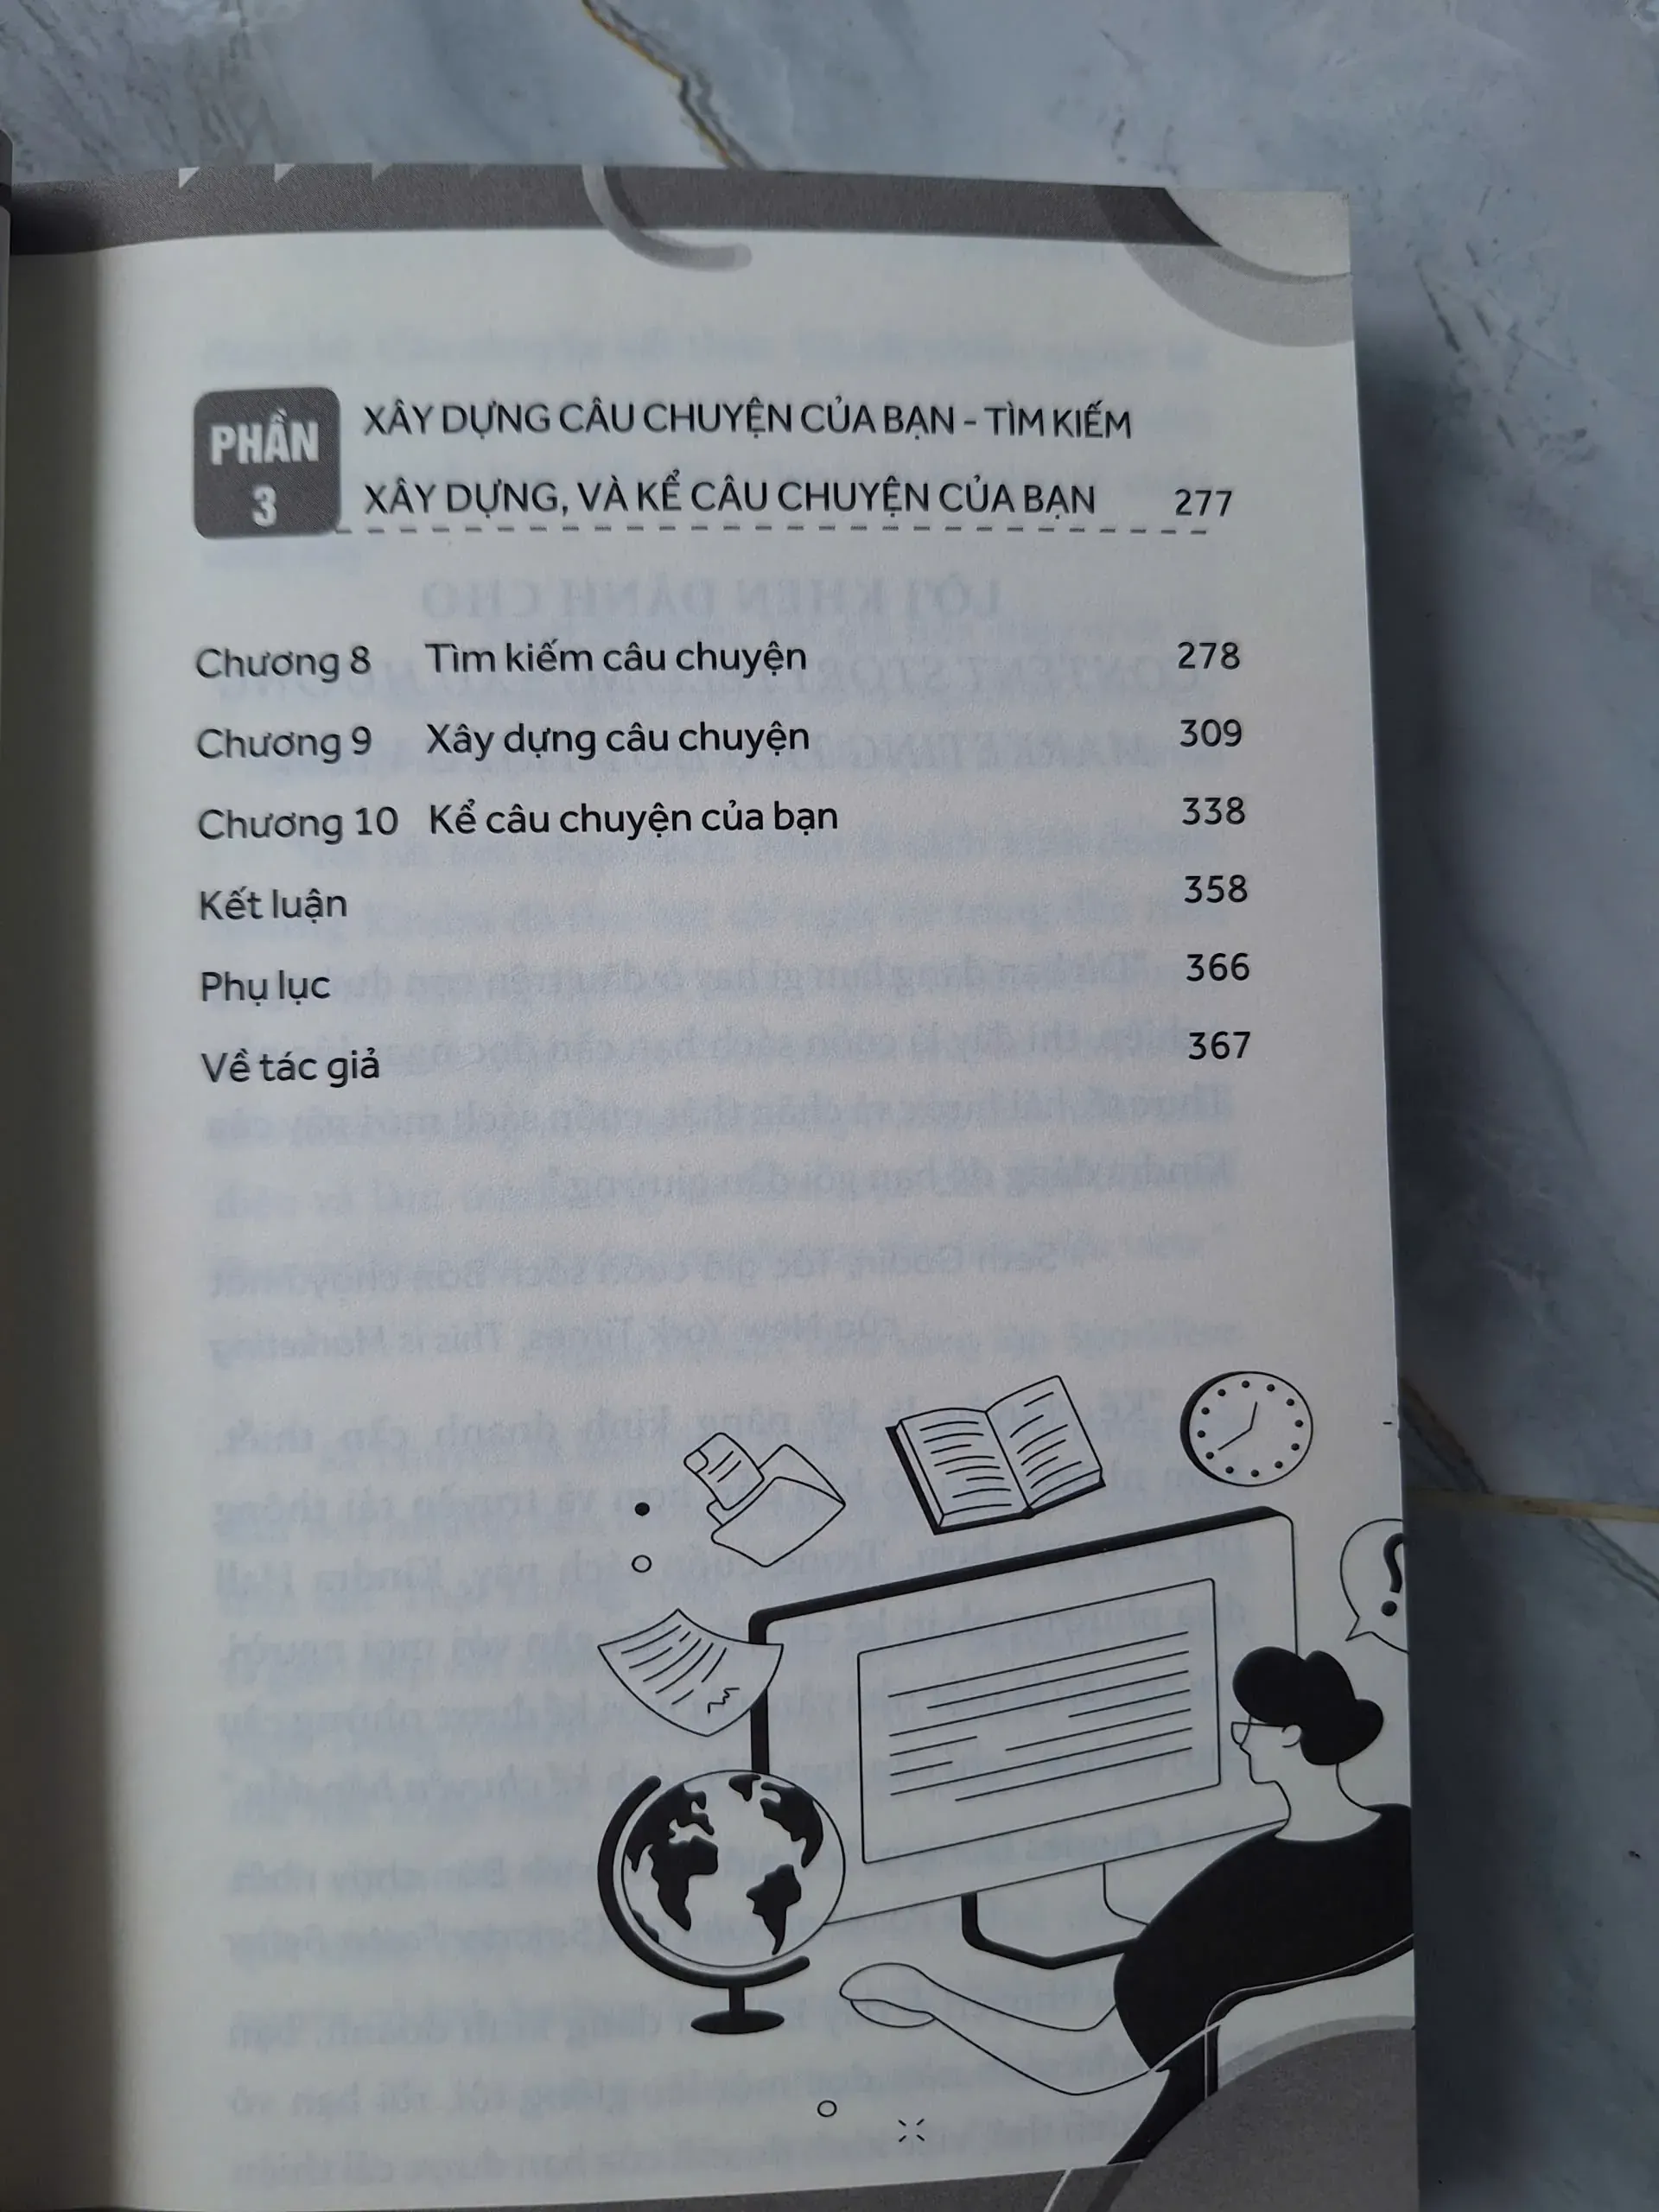 PHẦN 3
XÂY DỰNG CÂU CHUYỆN CỦA BẠN - TÌM KIẾM
XÂY DỰNG, VÀ KỂ CÂU CHUYỆN CỦA BẠN 277
Chương 8 Tìm kiếm câu chuyện 278
Chương 9 Xây dựng câu chuyện 309
Chương 10 Kể câu chuyện của bạn 338
Kết luận 358
Phụ lục 366
Về tác giả 367
?